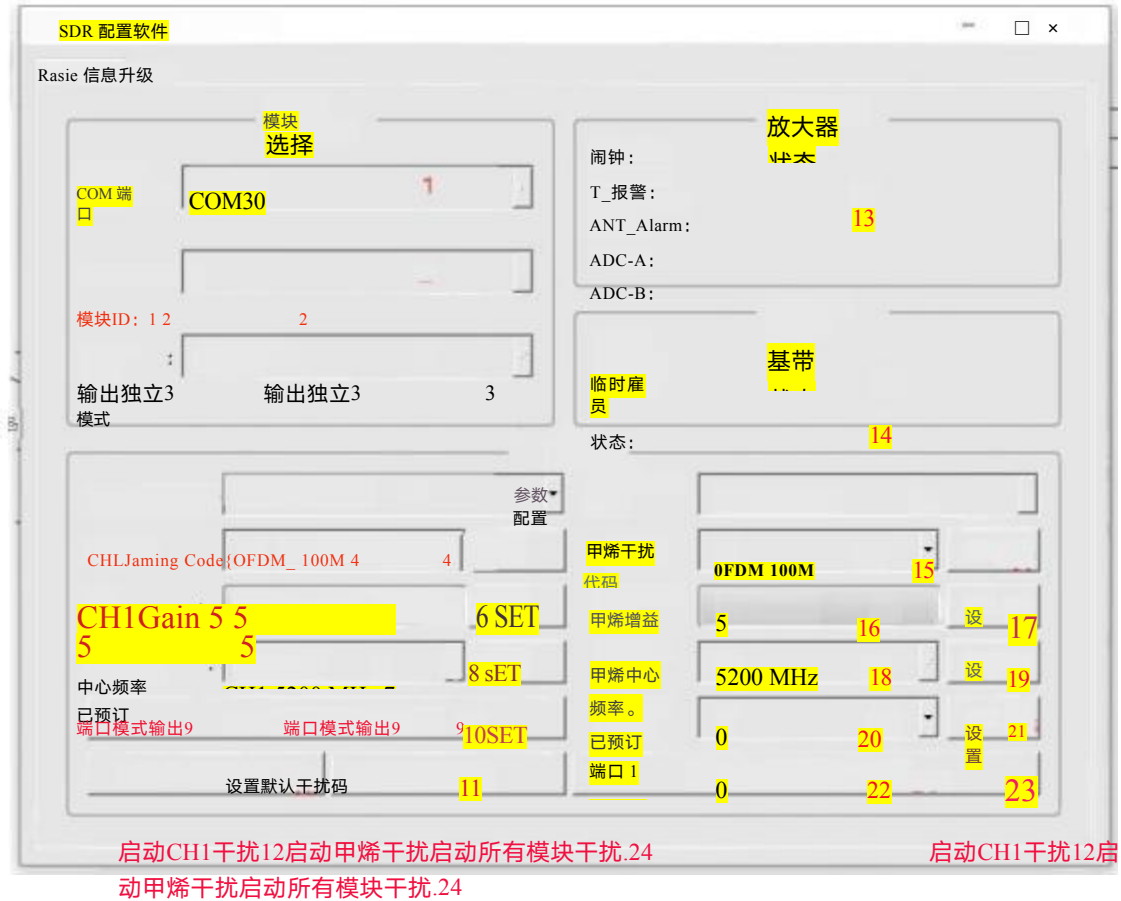 SDR 配置软件
Rasie 信息升级
模块
选择
COM 端
口
COM30
1
模块ID：1 2 2
:
输出独立3 输出独立3 3
模式
放大器
状态
闹钟：
T_报警：
ANT_Alarm：
13
ADC-A：
ADC-B：
基带
临时雇
员
状态：
14
参数
配置
CHLJaming Code{OFDM_ 100M 4 4
CH1Gain 5 5
5 5
6 SET
8 sET
中心频率
已预订
端口模式输出9 端口模式输出9 9
10SET
设置默认干扰码
11
甲烯干扰
代码
0FDM 100M
15
甲烯增益
5
16
设
17
甲烯中心
频率。
5200 MHz
18
设
19
已预订
端口 1
0
20
设
置
21
0
22
23
启动CH1干扰12启动甲烯干扰启动所有模块干扰.24 启动CH1干扰12启
动甲烯干扰启动所有模块干扰.24